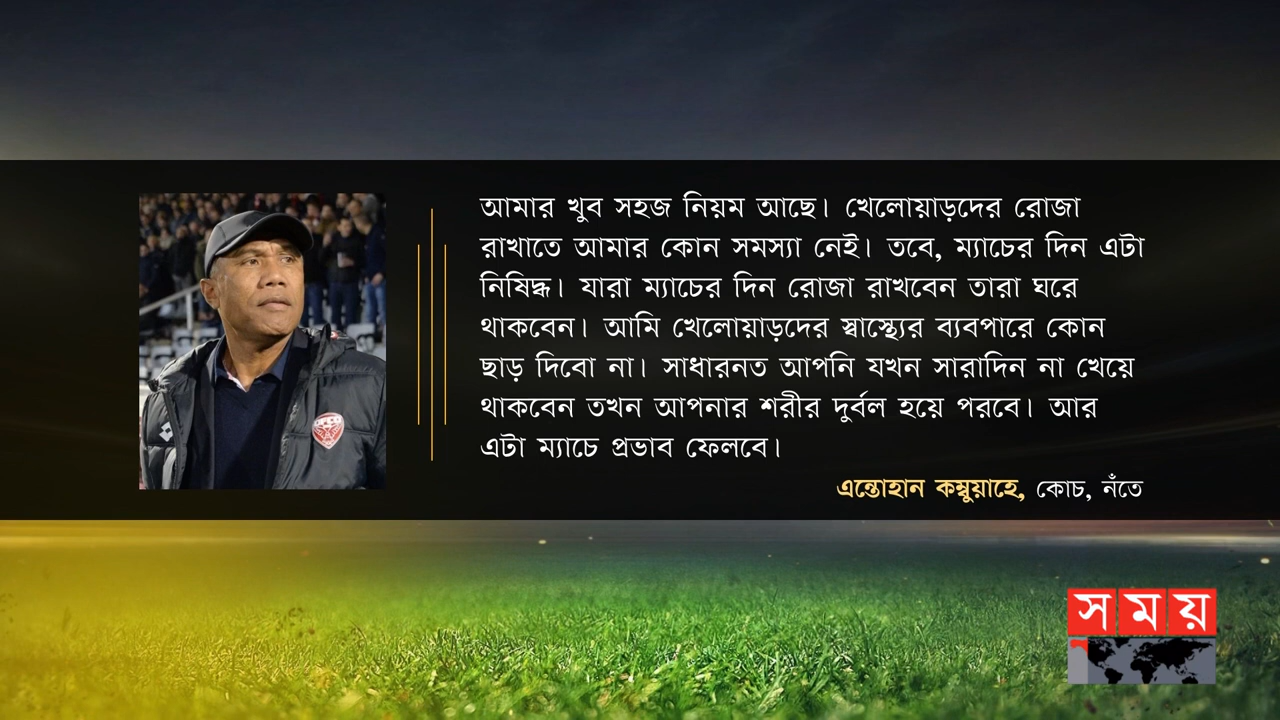 আমার খুব সহজ নিয়ম আছে। খেলোয়াড়দের রোজা
রাখাতে আমার কোন সমস্যা নেই। তবে, ম্যাচের দিন এটা
নিষিদ্ধ। যারা ম্যাচের দিন রোজা রাখবেন তারা ঘরে
থাকবেন। আমি খেলোয়াড়দের স্বাস্থ্যের ব্যবপারে কোন
ছাড় দিবো না। সাধারনত আপনি যখন সারাদিন না খেয়ে
থাকবেন তখন আপনার শরীর দুর্বল হয়ে পরবে। আর
এটা ম্যাচে প্রভাব ফেলবে।
এন্তোহান কম্বুয়াহে, কোচ, নঁতে
সময়